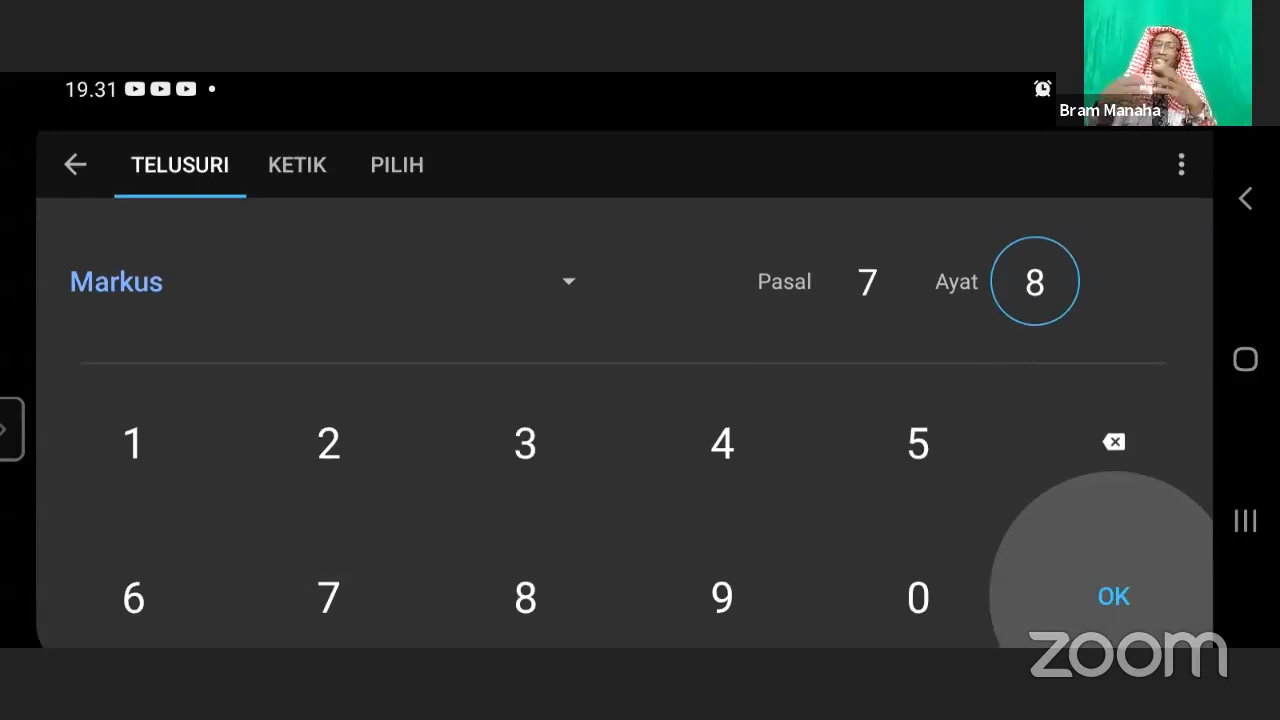 19.31
Bram Manaha
TELUSURI KETIK PILIH
Markus Pasal 7 Ayat 8
1 2 3 4 5
6 7 8 9 0 OK
zoom